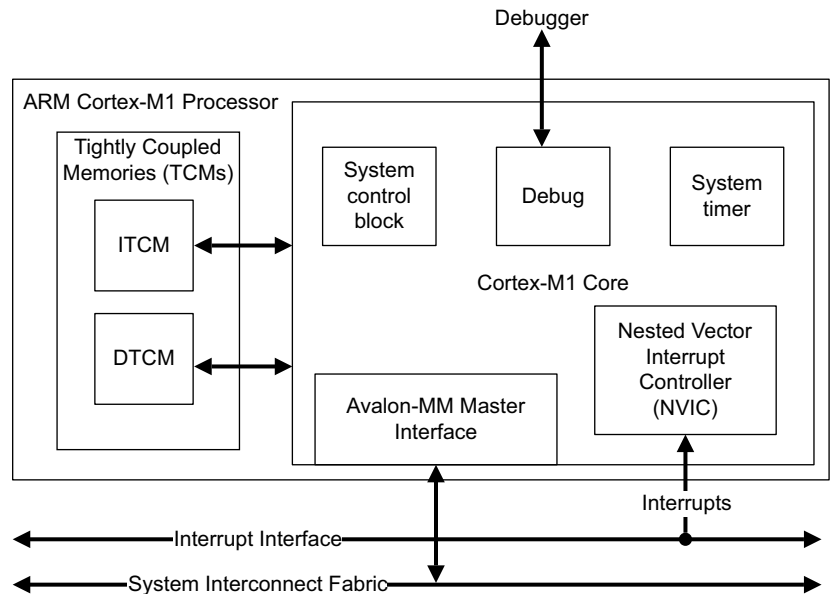 Debugger
ARM Cortex-M1 Processor
Tightly Coupled
Memories (TCMs)
ITCM
DTCM
System
control
block
Debug
System
timer
Cortex-M1 Core
Nested Vector
Interrupt
Controller
(NVIC)
Avalon-MM Master
Interface
Interrupts
Interrupt Interface
System Interconnect Fabric